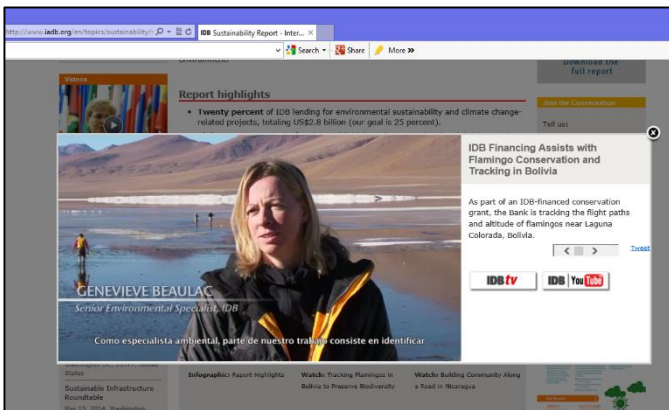 http://www.iadb.org/en/topics/sustainability/
IDB Sustainability Report - Inter...
Search
Share
More »
Download the
full report
Videos
Report highlights
• Twenty percent of IDB lending for environmental sustainability and climate change-
related projects, totaling US$2.8 billion (our goal is 25 percent).
Join the Conversation
Tell us:
IDB Financing Assists with
Flamingo Conservation and
Tracking in Bolivia
As part of an IDB-financed conservation
grant, the Bank is tracking the flight paths
and altitude of flamingos near Laguna
Colorada, Bolivia.
Tweet
IDBtv
IDB | YouTube
GENEVIEVE BEAULAC
Senior Environmental Specialist, IDB
Como especialista ambiental, parte de nuestro trabajo consiste en identificar
States
Sustainable Infrastructure
Roundtable
Infographic: Report Highlights
Watch: Tracking Flamingos in
Bolivia to Preserve Biodiversity
Watch: Building Community Along
a Road in Nicaragua